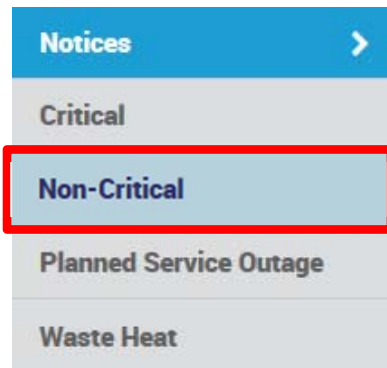 Notices
Critical
Non-Critical
Planned Service Outage
Waste Heat